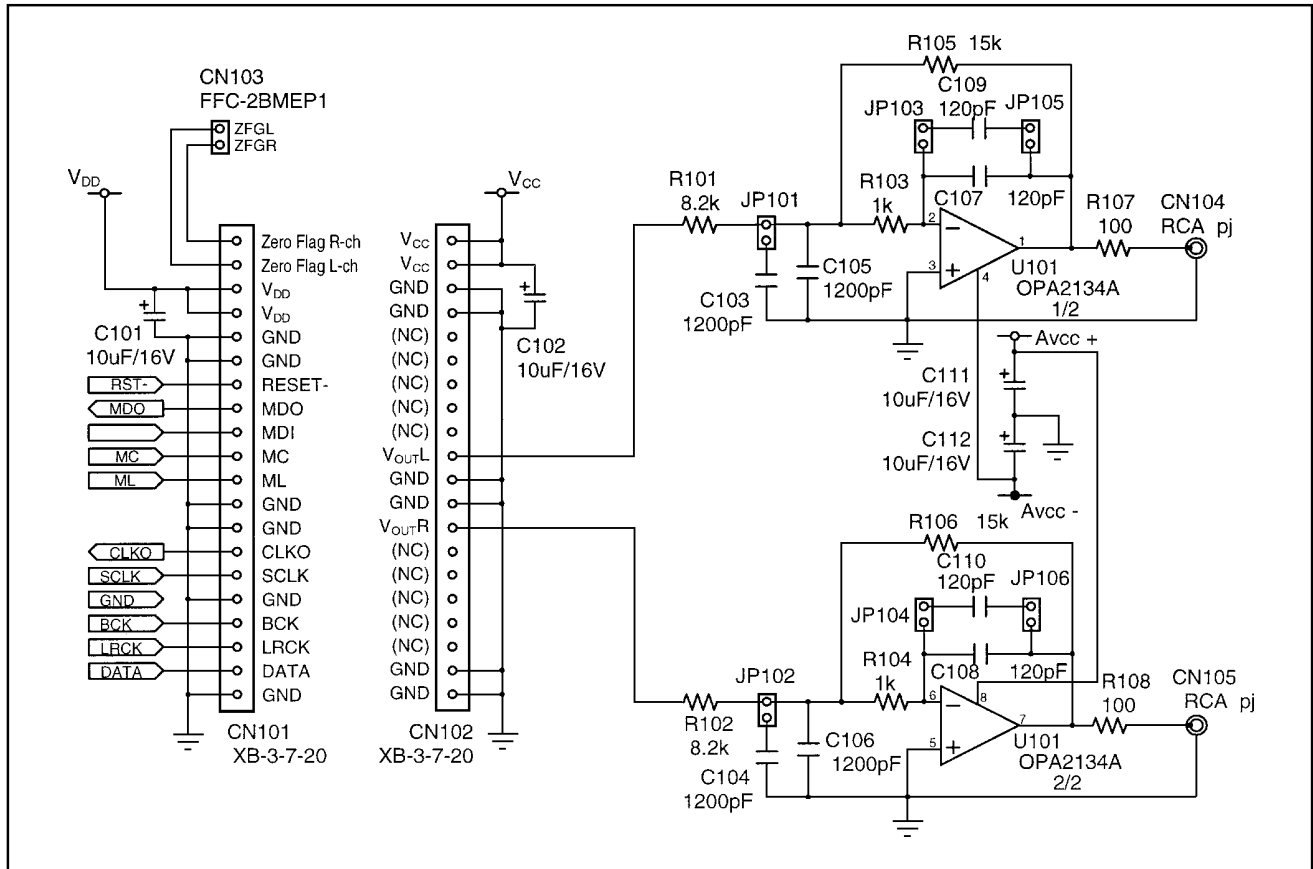 CN103
FFC-2BMEP1
ZFGL
ZFGR
VDD
Zero Flag R-ch
Zero Flag L-ch
VDD
VDD
GND
GND
RESET-
MDO
MDI
MC
ML
GND
GND
CLKO
SCLK
GND
BCK
LRCK
DATA
GND
C101
10uF/16V
RST-
MDO
MC
ML
CLKO
SCLK
GND
BCK
LRCK
DATA
CN101
XB-3-7-20
VCC
VCC
VCC
GND
GND
(NC)
(NC)
(NC)
(NC)
(NC)
VOUTL
GND
GND
VOUTR
(NC)
(NC)
(NC)
(NC)
(NC)
GND
GND
+
C102
10uF/16V
CN102
XB-3-7-20
R105 15k
C109
120pF
JP103
JP105
R101
8.2k
JP101
R103
1k
C107
120pF
R107
100
CN104
RCA pj
2
3
4
1
C105
1200pF
C103
1200pF
U101
OPA2134A
1/2
Avcc +
C111
10uF/16V
C112
10uF/16V
Avcc -
R106
15k
C110
120pF
JP104
JP106
R102
8.2k
JP102
R104
1k
C108
120pF
R108
100
CN105
RCA pj
6
5
8
7
C106
1200pF
C104
1200pF
U101
OPA2134A
2/2